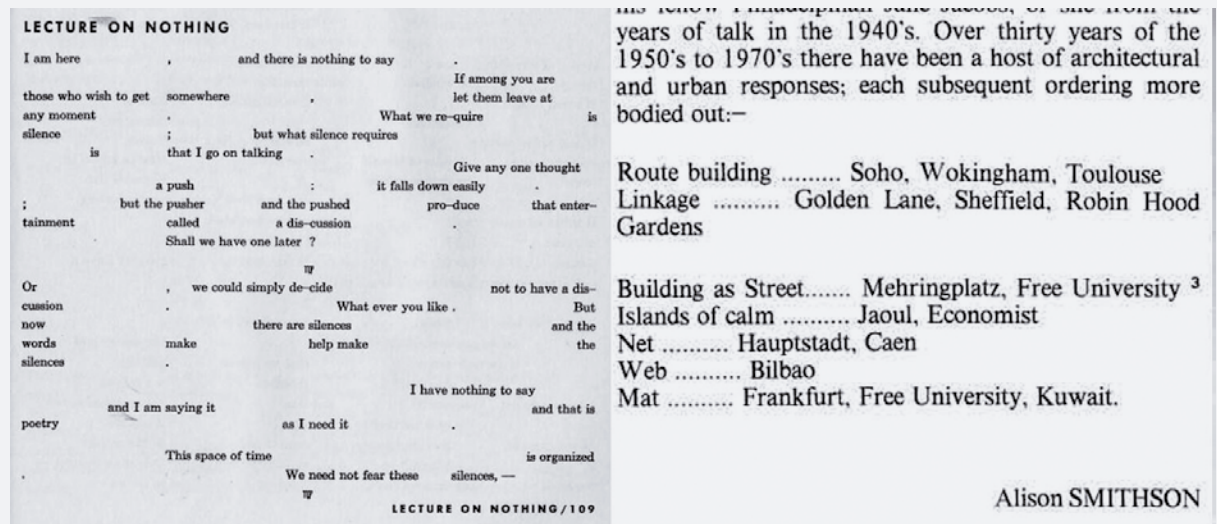 LECTURE ON NOTHING
I am here , and there is nothing to say .
If among you are
those who wish to get somewhere , let them leave at
any moment . What we re-quire is
silence ; but what silence requires
is that I go on talking .
Give any one thought
a push : it falls down easily .
; but the pusher and the pushed pro-duce that enter-
tainment called a dis-cussion .
Shall we have one later ?
Or , we could simply de-cide not to have a dis-
cussion . What ever you like . But
now there are silences and the
words make help make the
silences .
I have nothing to say
and I am saying it and that is
poetry as I need it .
This space of time is organized
. We need not fear these silences, —
LECTURE ON NOTHING/109
years of talk in the 1940's. Over thirty years of the
1950's to 1970's there have been a host of architectural
and urban responses; each subsequent ordering more
bodied out:–
Route building ......... Soho, Wokingham, Toulouse
Linkage .......... Golden Lane, Sheffield, Robin Hood
Gardens
Building as Street....... Mehringplatz, Free University ³
Islands of calm .......... Jaoul, Economist
Net .......... Hauptstadt, Caen
Web .......... Bilbao
Mat .......... Frankfurt, Free University, Kuwait.
Alison SMITHSON